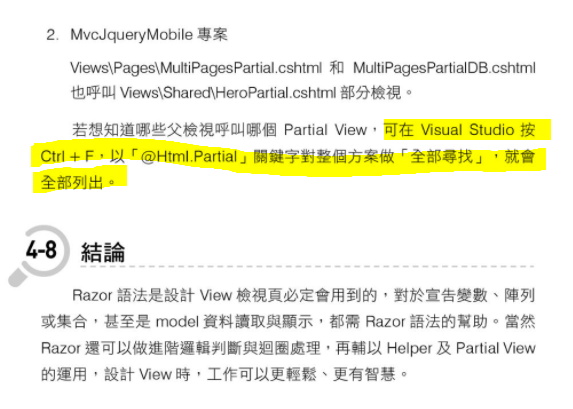 2. MvcJqueryMobile 專案
Views\Pages\MultiPagesPartial.cshtml 和 MultiPagesPartialDB.cshtml
也呼叫 Views\Shared\HeroPartial.cshtml 部分檢視。
若想知道哪些父檢視呼叫哪個 Partial View，可在 Visual Studio 按
Ctrl + F，以「@Html.Partial」關鍵字對整個方案做「全部尋找」，就會
全部列出。
4-8 結論
Razor 語法是設計 View 檢視頁必定會用到的，對於宣告變數、陣列
或集合，甚至是 model 資料讀取與顯示，都需 Razor 語法的幫助。當然
Razor 還可以做進階邏輯判斷與迴圈處理，再輔以 Helper 及 Partial View
的運用，設計 View 時，工作可以更輕鬆、更有智慧。